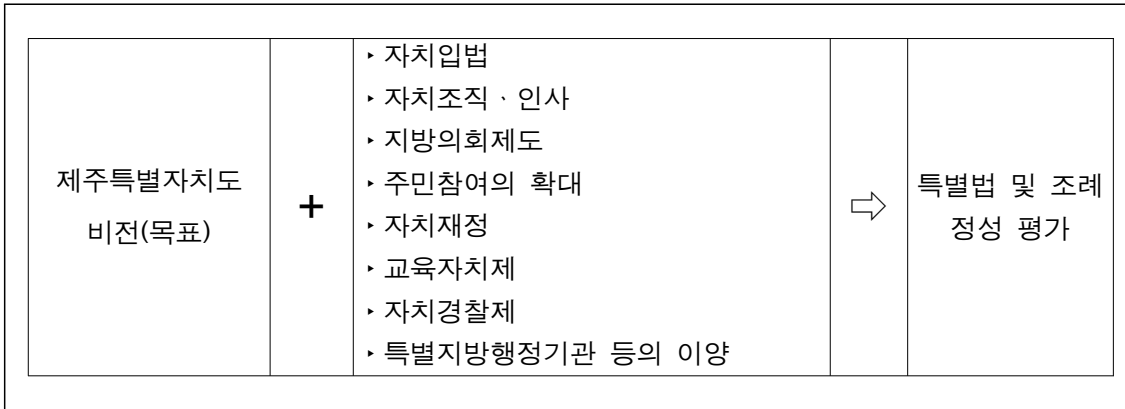 제주특별자치도
비전(목표)
+
‣ 자치입법
‣ 자치조직ㆍ인사
‣ 지방의회제도
‣ 주민참여의 확대
‣ 자치재정
‣ 교육자치제
‣ 자치경찰제
‣ 특별지방행정기관 등의 이양
⇨
특별법 및 조례
정성 평가